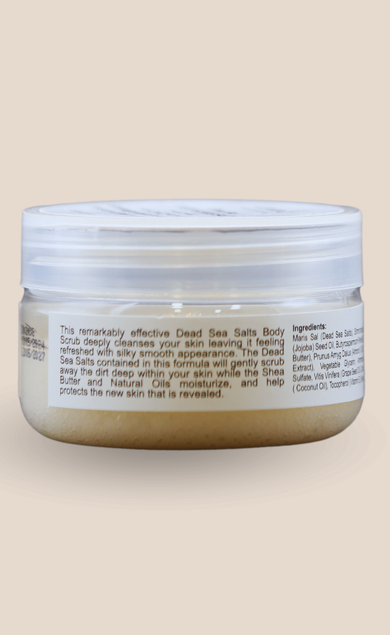 This remarkably effective Dead Sea Salts Body
Scrub deeply cleanses your skin leaving it feeling
refreshed with silky smooth appearance. The Dead
Sea Salts contained in this formula will gently scrub
away the dirt deep within your skin while the Shea
Butter and Natural Oils moisturize, and help
protects the new skin that is revealed.
Ingredients:
Maris Sal (Dead Sea Salts),
(Jojoba) Seed Oil,
Butter), Prunus
Extract), Vegetable
Sulfate, Vitis Vinifera Grape
( Coconut Oil),